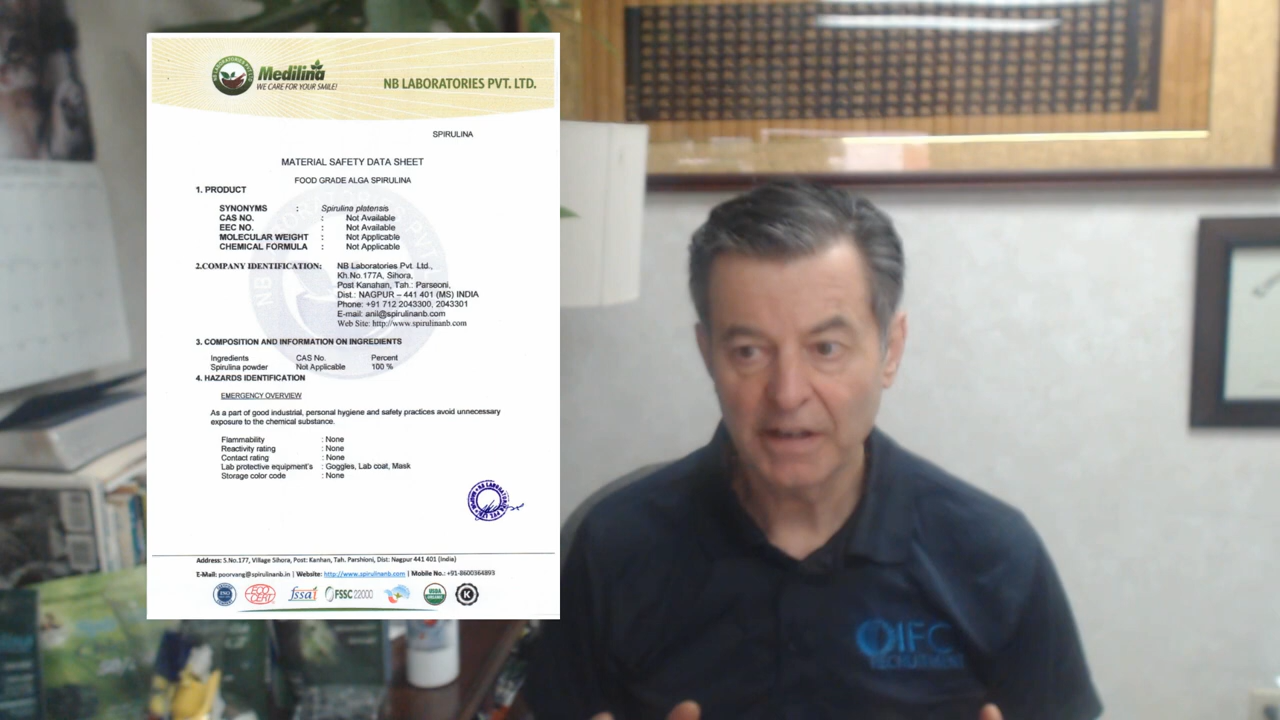 Medilina
WE CARE FOR YOUR SMILE!
NB LABORATORIES PVT. LTD.
SPIRULINA
MATERIAL SAFETY DATA SHEET
FOOD GRADE ALGA SPIRULINA
1. PRODUCT
SYNONYMS : Spirulina platensis
CAS NO. : Not Available
EEC NO. : Not Available
MOLECULAR WEIGHT : Not Applicable
CHEMICAL FORMULA : Not Applicable
2.COMPANY IDENTIFICATION: NB Laboratories Pvt. Ltd.,
Kh.No.177A, Sihora,
Post Kanahan, Tah.: Parseoni,
Dist.: NAGPUR – 441 401 (MS) INDIA
Phone: +91 712 2043300, 2043301
E-mail: anil@spirulinanb.com
Web Site: http://www.spirulinanb.com
3. COMPOSITION AND INFORMATION ON INGREDIENTS
Ingredients CAS No. Percent
Spirulina powder Not Applicable 100 %
4. HAZARDS IDENTIFICATION
EMERGENCY OVERVIEW
As a part of good industrial, personal hygiene and safety practices avoid unnecessary
exposure to the chemical substance.
Flammability : None
Reactivity rating : None
Contact rating : None
Lab protective equipment's : Goggles, Lab coat, Mask
Storage color code : None
Address: S.No.177, Village Sihora, Post: Kanhan, Tah. Parshioni, Dist: Nagpur 441 401 (India)
E-Mail: poorvang@spirulinanb.in | Website: http://www.spirulinanb.com | Mobile No.: +91-8600364893
ISO
ECO CERT
fssai
FSSC 22000
USDA ORGANIC
K
IFC
RECRUITMENT